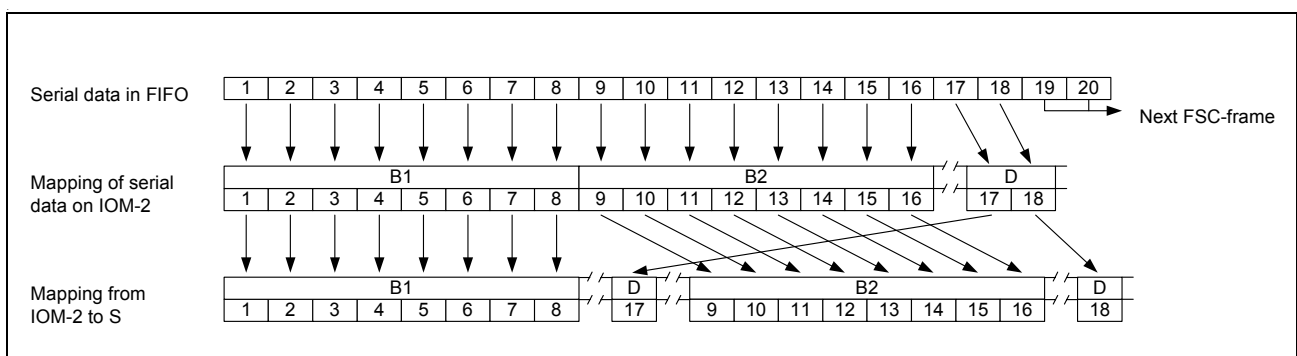 Serial data in FIFO 1 2 3 4 5 6 7 8 9 10 11 12 13 14 15 16 17 18 19 20
Next FSC-frame
Mapping of serial
data on IOM-2
B1 B2 D
1 2 3 4 5 6 7 8 9 10 11 12 13 14 15 16 17 18
Mapping from
IOM-2 to S
B1 D B2 D
1 2 3 4 5 6 7 8 17 9 10 11 12 13 14 15 16 18